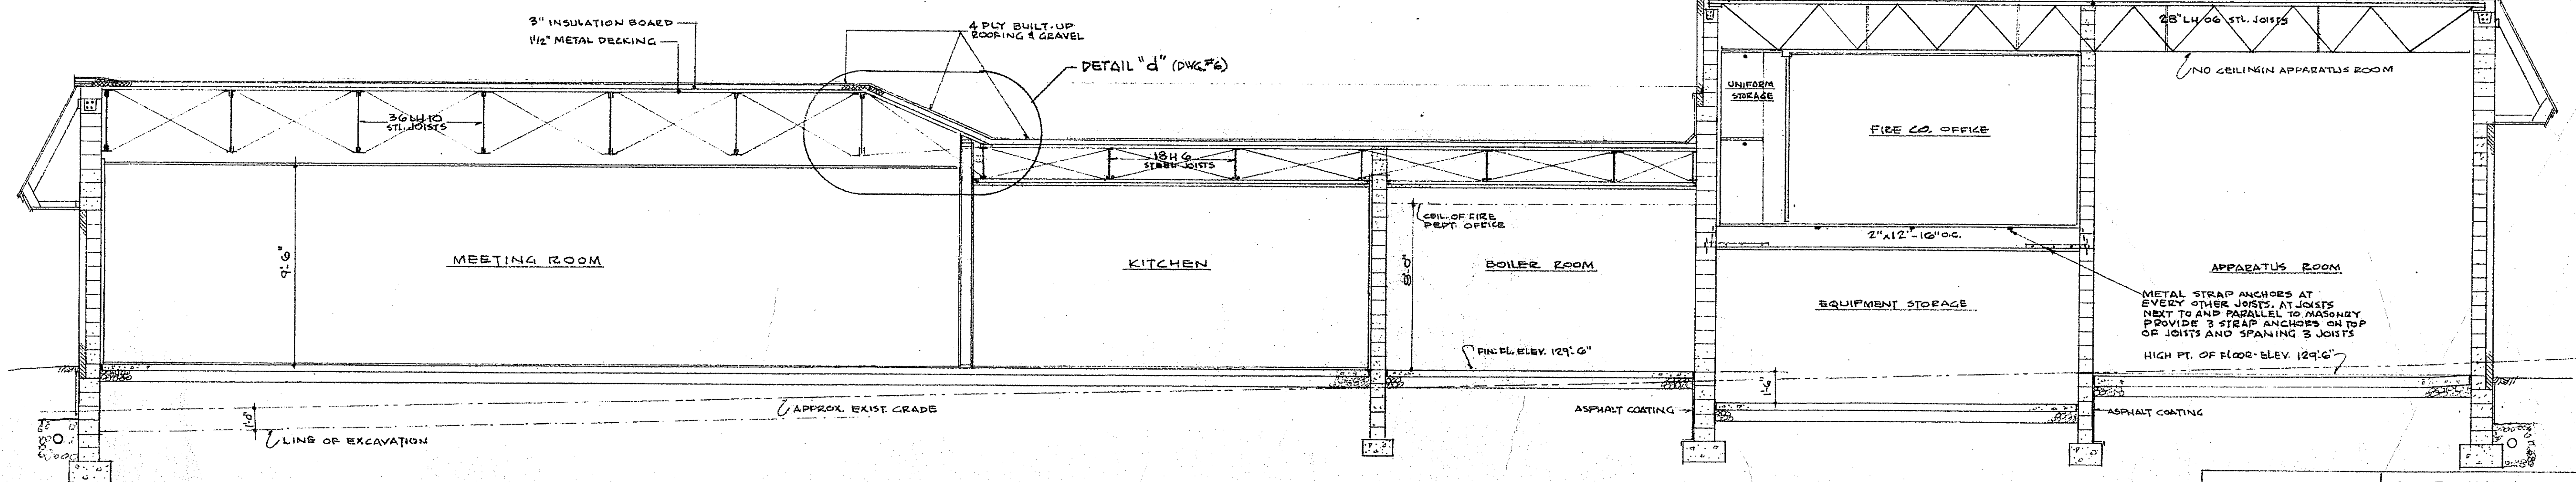 3" INSULATION BOARD
1½" METAL DECKING
4 PLY BUILT-UP
ROOFING & GRAVEL
DETAIL "d" (DWG.#6)
28"LH 06 STL. JOISTS
NO CEILING IN APPARATUS ROOM
UNIFORM
STORAGE
FIRE CO. OFFICE
36LH10
STL. JOISTS
18H6
STEEL JOISTS
CEIL. OF FIRE
DEPT. OFFICE
2"x12"-16"O.C.
9'-6"
MEETING ROOM
KITCHEN
8'-0"
BOILER ROOM
APPARATUS ROOM
EQUIPMENT STORAGE
METAL STRAP ANCHORS AT
EVERY OTHER JOISTS. AT JOISTS
NEXT TO AND PARALLEL TO MASONRY
PROVIDE 3 STRAP ANCHORS ON TOP
OF JOISTS AND SPANING 3 JOISTS
FIN. FL. ELEV. 129'-6"
HIGH PT. OF FLOOR-ELEV. 129'-6"
1'-6"
APPROX. EXIST. GRADE
1'-0"
ASPHALT COATING
ASPHALT COATING
LINE OF EXCAVATION